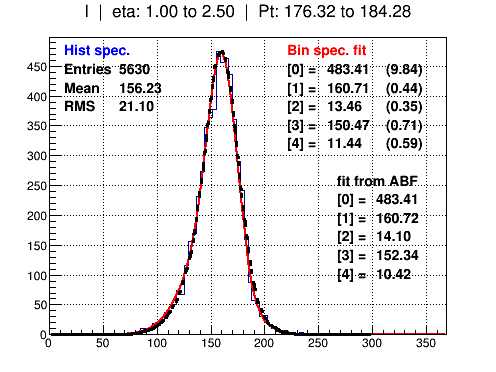 I | eta: 1.00 to 2.50 | Pt: 176.32 to 184.28
Hist spec.
Entries 5630
Mean 156.23
RMS 21.10
Bin spec. fit
[0] = 483.41 (9.84)
[1] = 160.71 (0.44)
[2] = 13.46 (0.35)
[3] = 150.47 (0.71)
[4] = 11.44 (0.59)
fit from ABF
[0] = 483.41
[1] = 160.72
[2] = 14.10
[3] = 152.34
[4] = 10.42
450
400
350
300
250
200
150
100
50
0
0 50 100 150 200 250 300 350